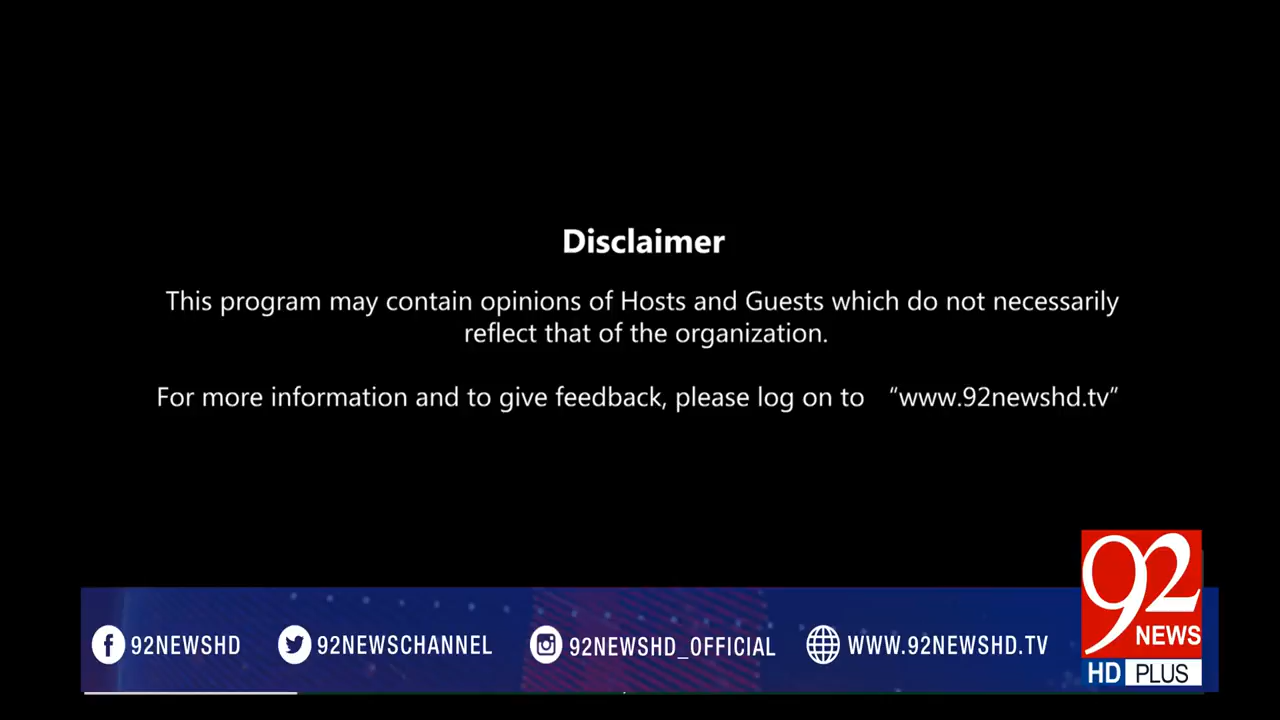 Disclaimer
This program may contain opinions of Hosts and Guests which do not necessarily
reflect that of the organization.
For more information and to give feedback, please log on to “www.92newshd.tv”
92NEWSHD 92NEWSCHANNEL 92NEWSHD_OFFICIAL WWW.92NEWSHD.TV
92
NEWS
HD PLUS